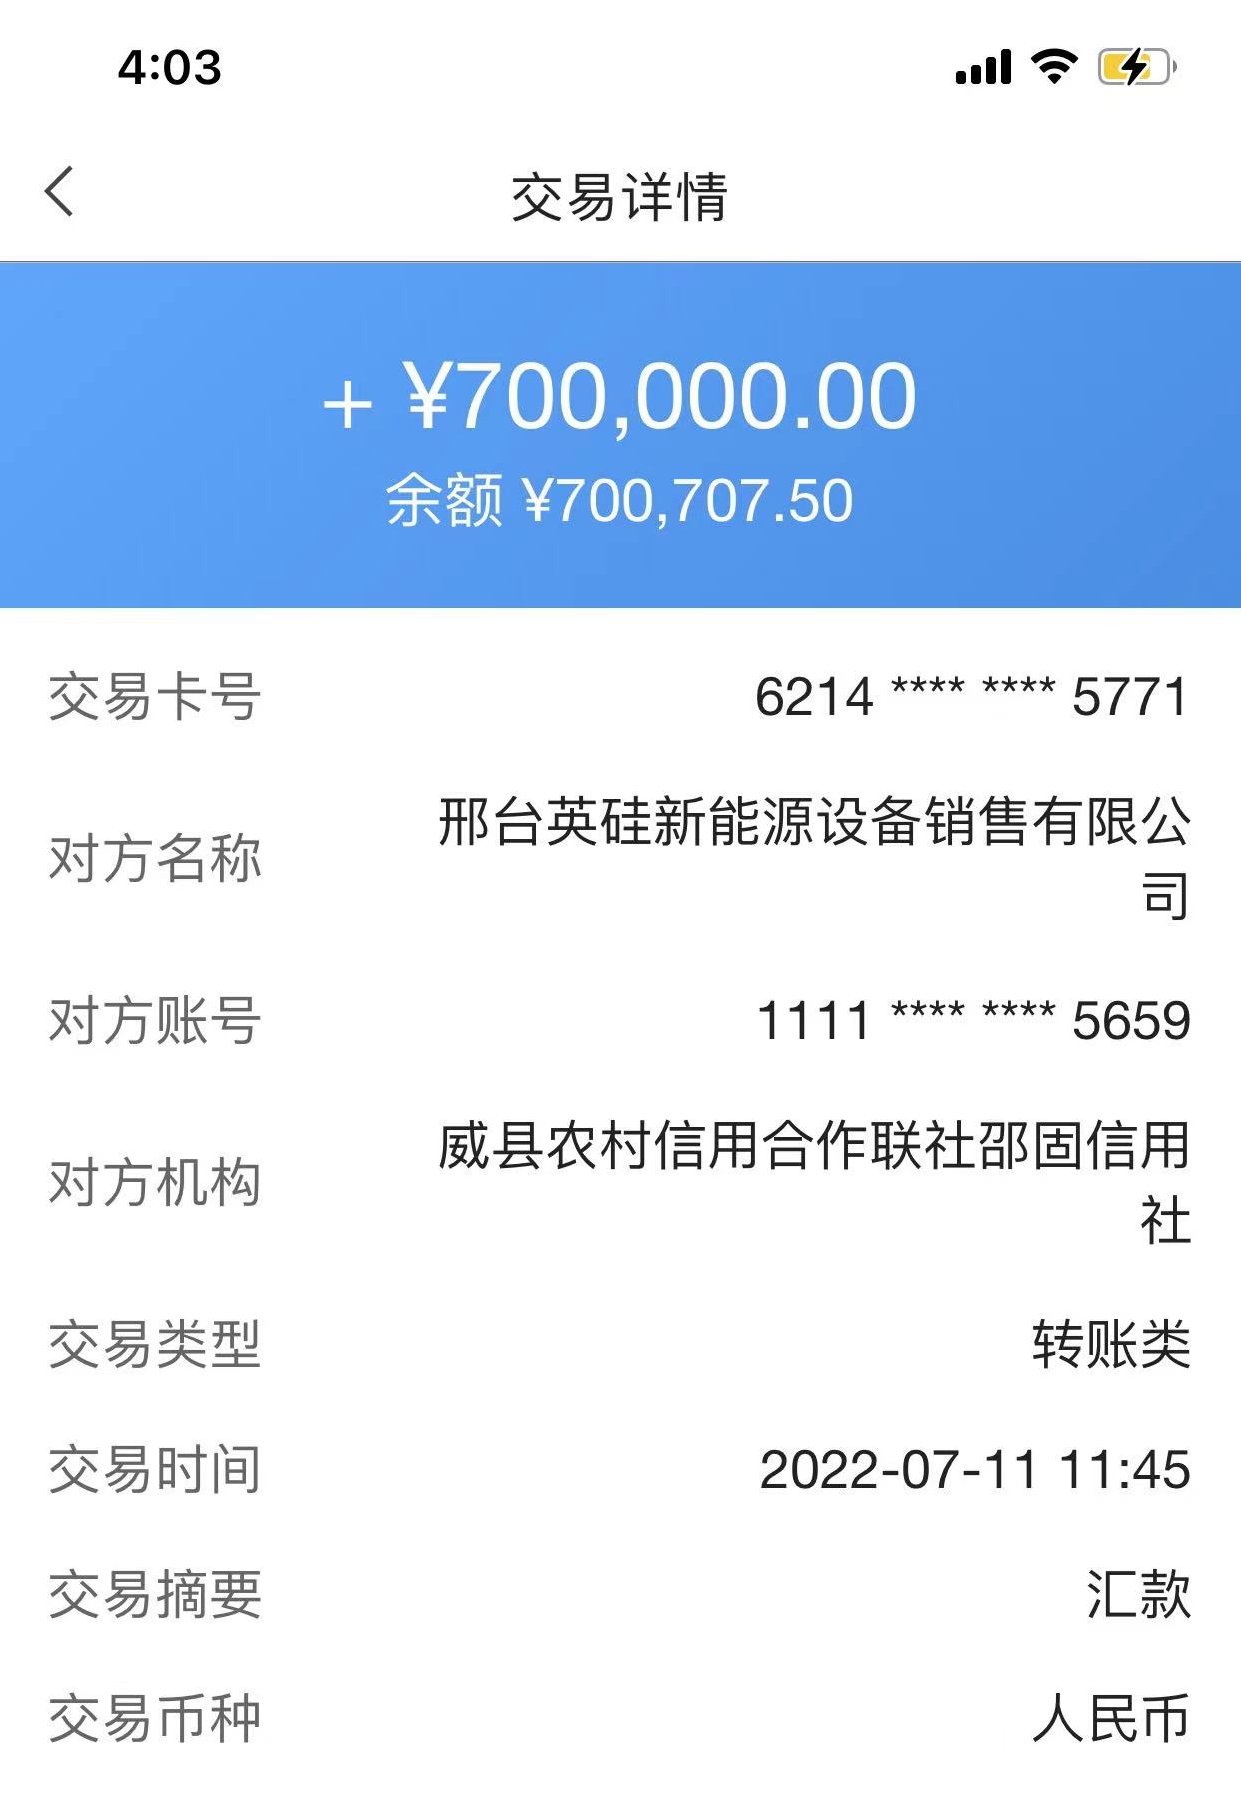 4:03
交易详情
+ ¥700,000.00
余额 ¥700,707.50
交易卡号 6214 **** **** 5771
对方名称 邢台英硅新能源设备销售有限公
司
对方账号 1111 **** **** 5659
对方机构 威县农村信用合作联社邵固信用
社
交易类型 转账类
交易时间 2022-07-11 11:45
交易摘要 汇款
交易币种 人民币